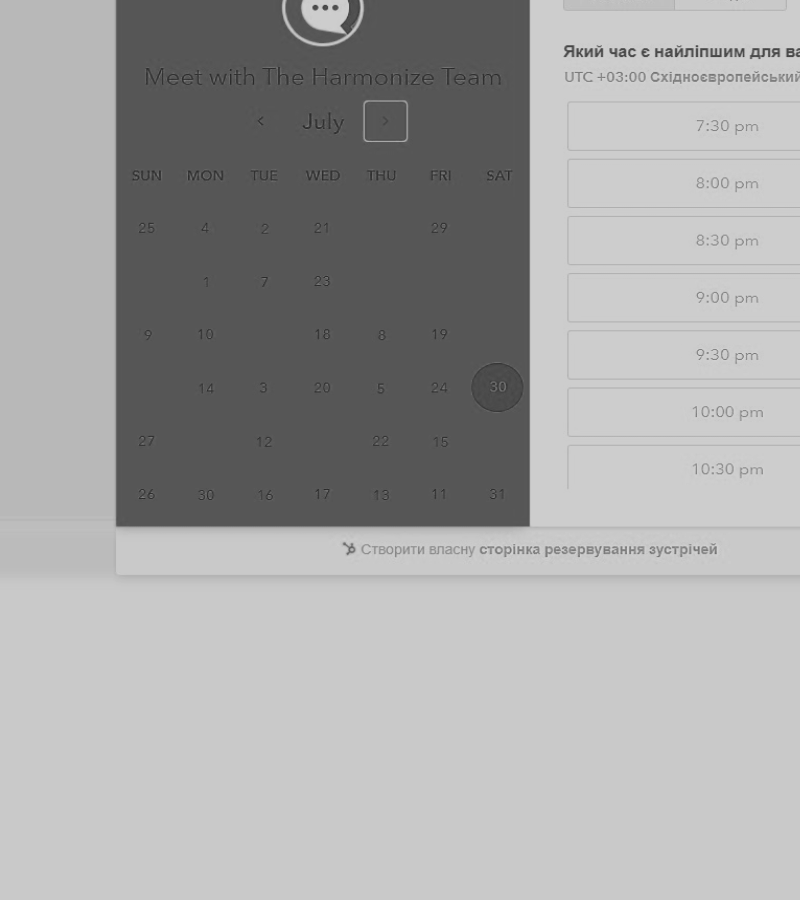 Meet with The Harmonize Team
July
SUN MON TUE WED THU FRI SAT
25 4 2 21 29
1 7 23
9 10 18 8 19
14 3 20 5 24 30
27 12 22 15
26 30 16 17 13 11 31
Який час є найліпшим для
UTC +03:00 Східноєвропейський
7:30 pm
8:00 pm
8:30 pm
9:00 pm
9:30 pm
10:00 pm
10:30 pm
Створити власну сторінка резервування зустрічей